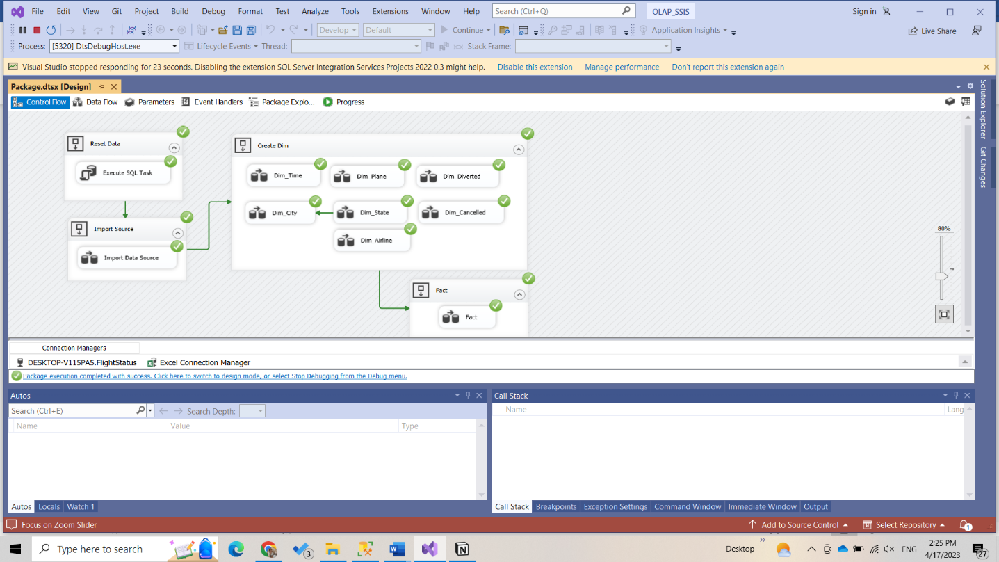 File Edit View Git Project Build Debug Format Test Analyze Tools Extensions Window Help Search (Ctrl+Q) OLAP_SSIS Sign in
Develop Default Continue Application Insights Live Share
Process: [5320] DtsDebugHost.exe Lifecycle Events Thread: Stack Frame:
Visual Studio stopped responding for 23 seconds. Disabling the extension SQL Server Integration Services Projects 2022 0.3 might help. Disable this extension Manage performance Don't report this extension again
Package.dtsx [Design]
Control Flow Data Flow Parameters Event Handlers Package Explo... Progress
Solution Explorer
Git Changes
Reset Data
Execute SQL Task
Import Source
Import Data Source
Create Dim
Dim_Time Dim_Plane Dim_Diverted
Dim_City Dim_State Dim_Cancelled
Dim_Airline
Fact
Fact
80%
Connection Managers
DESKTOP-V115PA5.FlightStatus Excel Connection Manager
Package execution completed with success. Click here to switch to design mode, or select Stop Debugging from the Debug menu.
Autos
Search (Ctrl+E) Search Depth:
Name Value Type
Autos Locals Watch 1
Call Stack
Name Lang
Call Stack Breakpoints Exception Settings Command Window Immediate Window Output
Focus on Zoom Slider Add to Source Control Select Repository 1
Type here to search 3 Desktop ENG 2:25 PM
4/17/2023 27